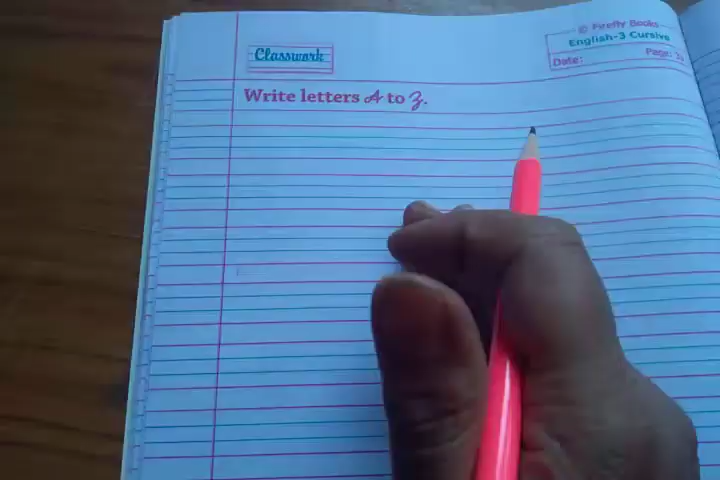 © Firefly Books
English-3 Cursive
Classwork
Date: Page:
Write letters A to Z.